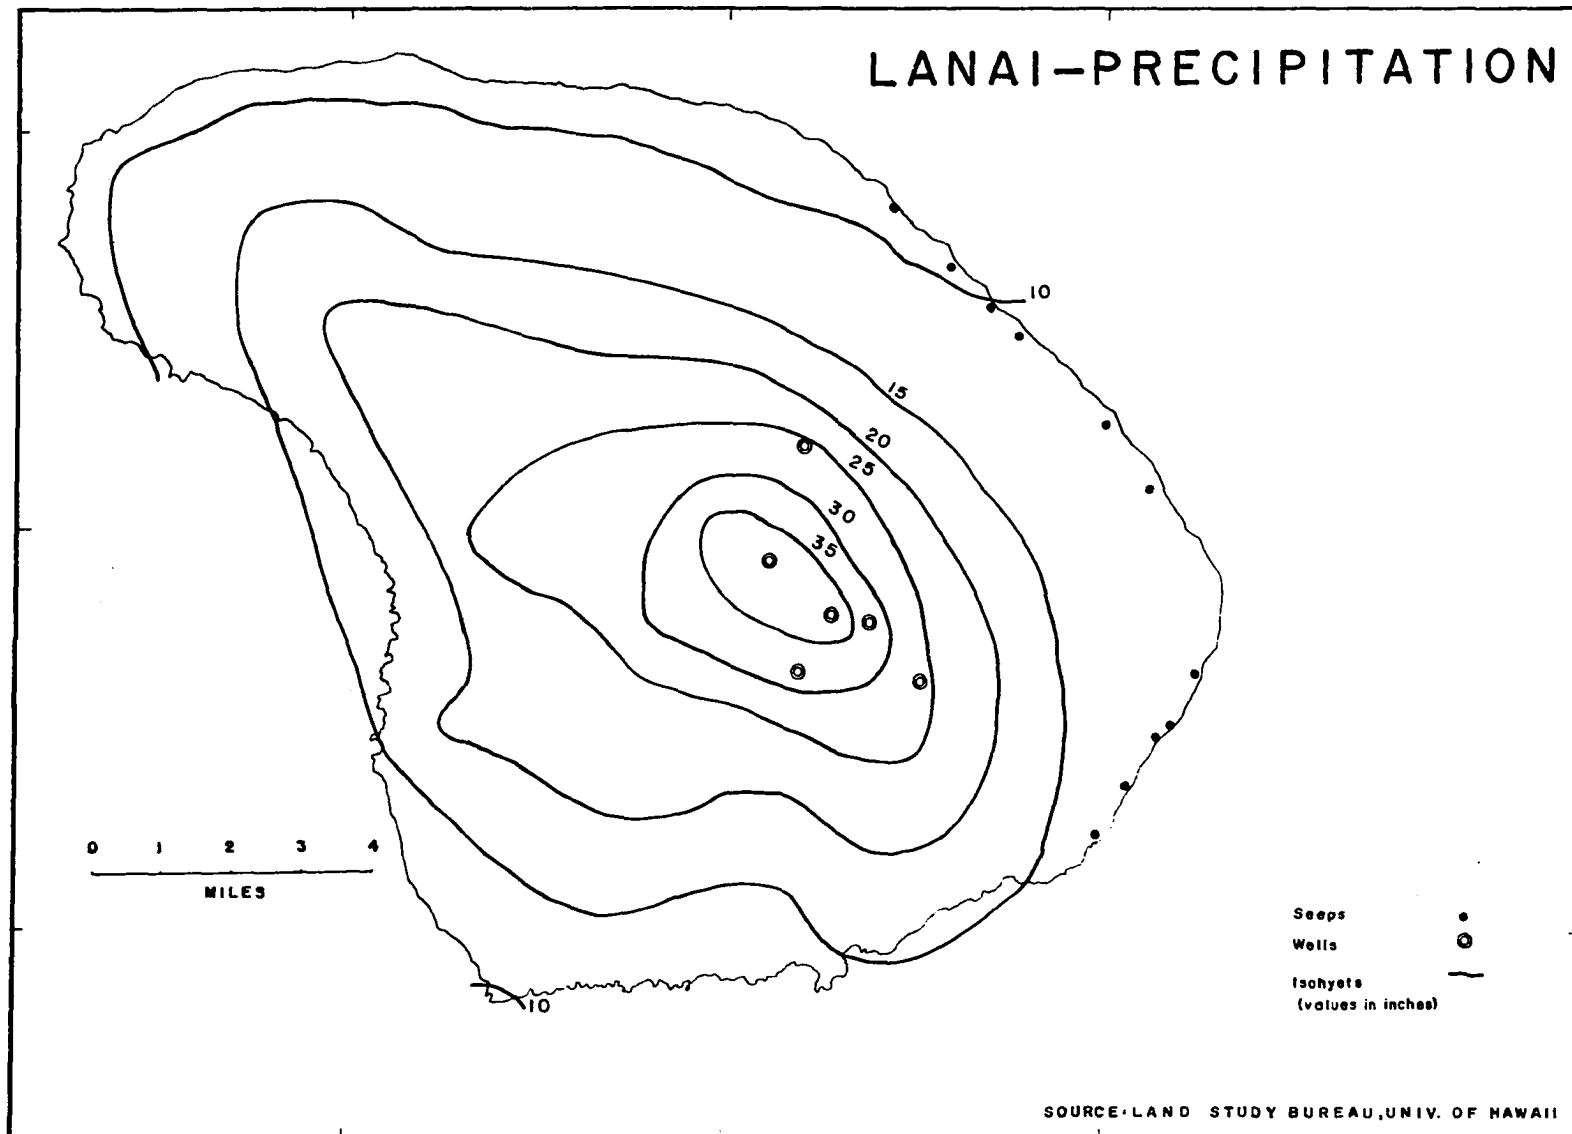 LANAI–PRECIPITATION
10
15
20
25
30
35
0 1 2 3 4
MILES
Seeps
Wells
Isohyets
(values in inches)
10
SOURCE: LAND STUDY BUREAU, UNIV. OF HAWAII